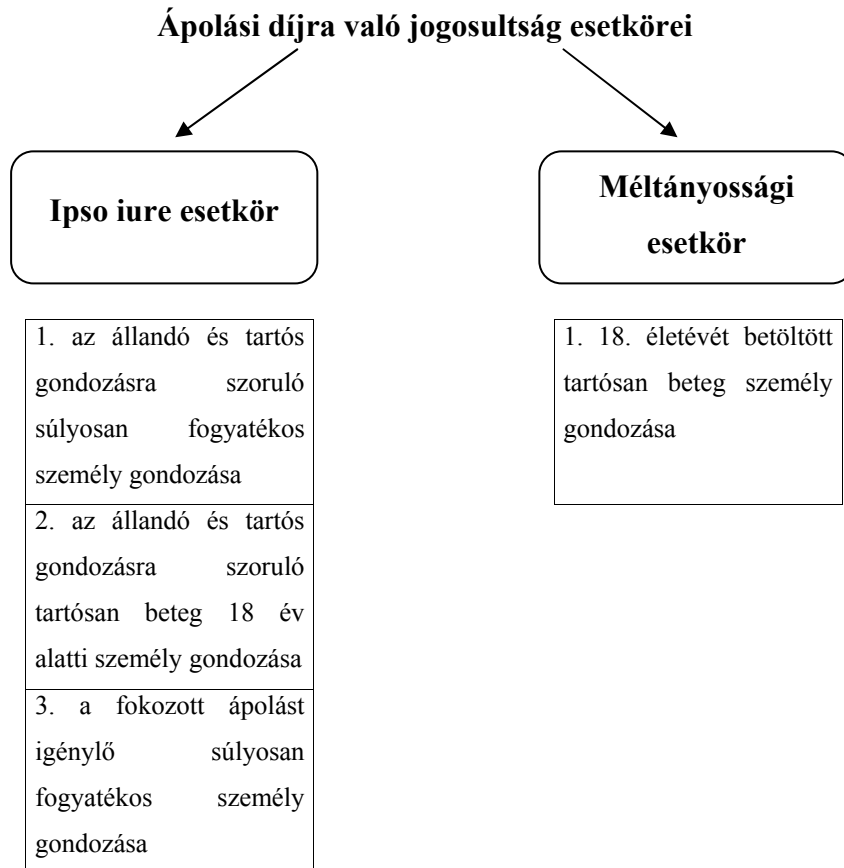 Ápolási díjra való jogosultság esetkörei
Ipso iure esetkör
1. az állandó és tartós
gondozásra szoruló
súlyosan fogyatékos
személy gondozása
2. az állandó és tartós
gondozásra szoruló
tartósan beteg 18 év
alatti személy gondozása
3. a fokozott ápolást
igénylő súlyosan
fogyatékos személy
gondozása
Méltányossági
esetkör
1. 18. életévét betöltött
tartósan beteg személy
gondozása